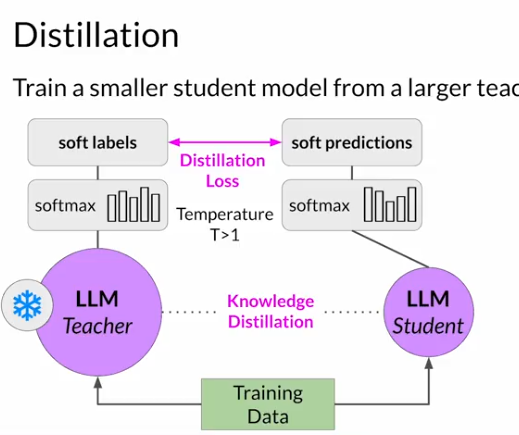 Distillation
Train a smaller student model from a larger
soft labels
soft predictions
Distillation
Loss
softmax
softmax
Temperature
T>1
LLM
Teacher
Knowledge
Distillation
LLM
Student
Training
Data